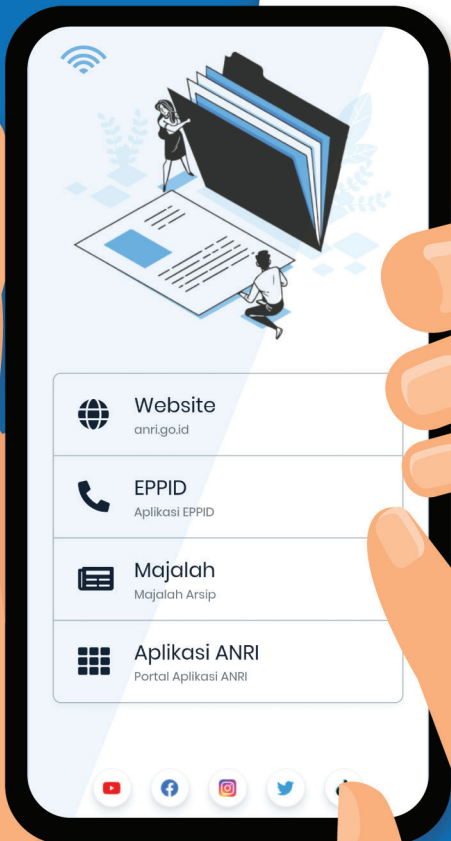 Website
anri.go.id
EPPID
Aplikasi EPPID
Majalah
Majalah Arsip
Aplikasi ANRI
Portal Aplikasi ANRI